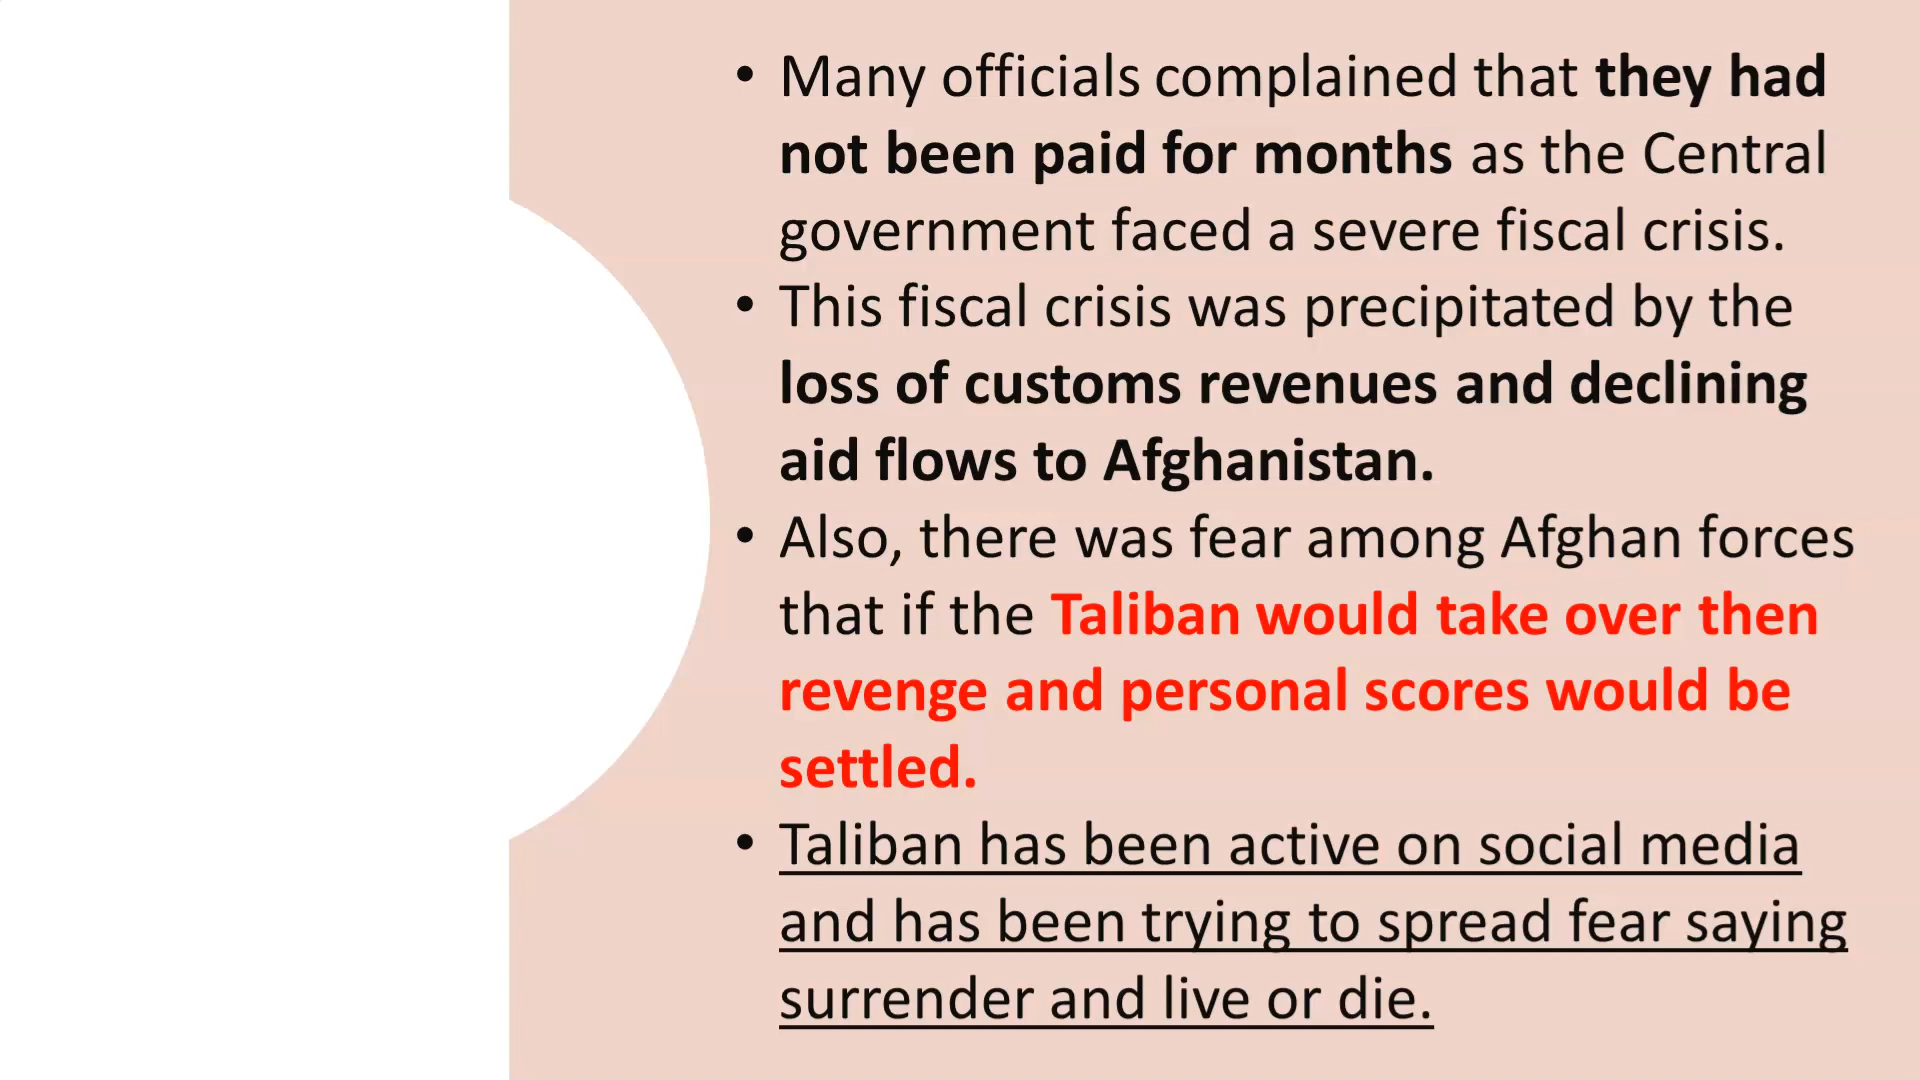 • Many officials complained that they had
not been paid for months as the Central
government faced a severe fiscal crisis.
• This fiscal crisis was precipitated by the
loss of customs revenues and declining
aid flows to Afghanistan.
• Also, there was fear among Afghan forces
that if the Taliban would take over then
revenge and personal scores would be
settled.
• Taliban has been active on social media
and has been trying to spread fear saying
surrender and live or die.